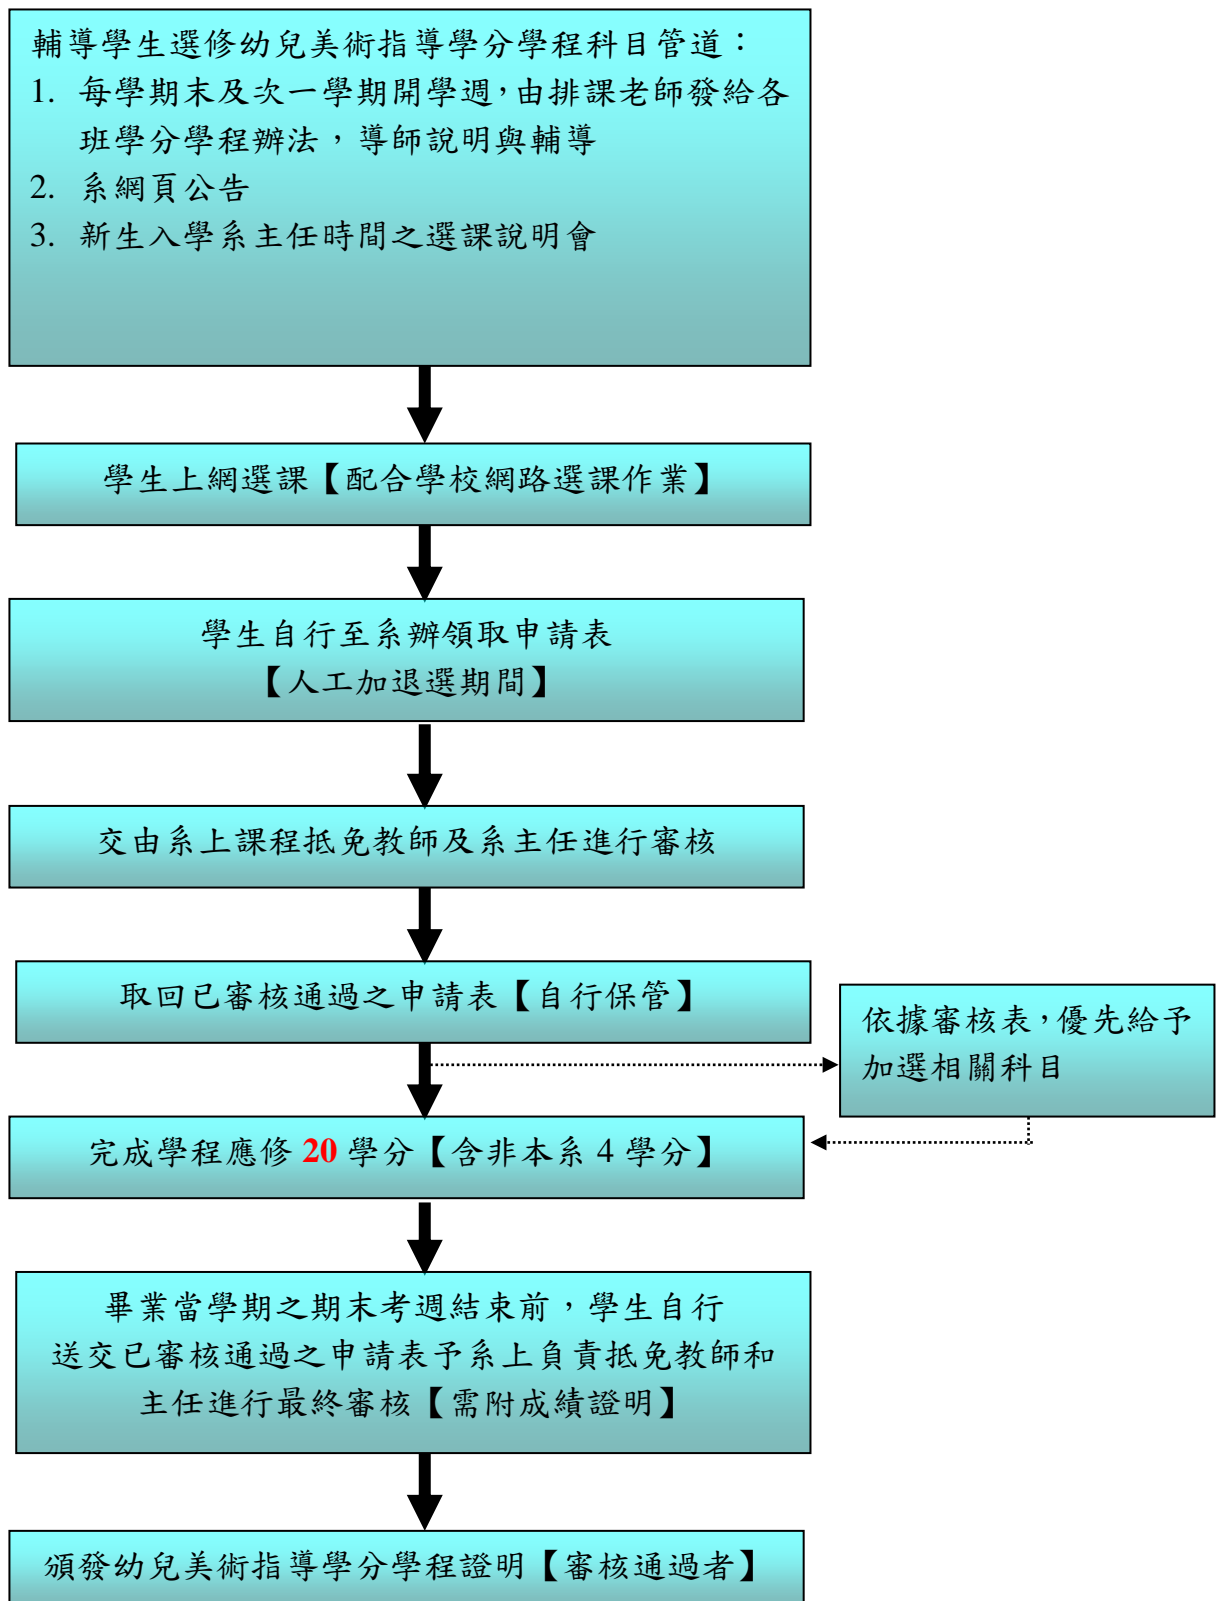 輔導學生選修幼兒美術指導學分學程科目管道：
1. 每學期末及次一學期開學週，由排課老師發給各
班學分學程辦法，導師說明與輔導
2. 系網頁公告
3. 新生入學系主任時間之選課說明會
學生上網選課【配合學校網路選課作業】
學生自行至系辦領取申請表
【人工加退選期間】
交由系上課程抵免教師及系主任進行審核
取回已審核通過之申請表【自行保管】
依據審核表，優先給予
加選相關科目
完成學程應修 20 學分【含非本系 4 學分】
畢業當學期之期末考週結束前，學生自行
送交已審核通過之申請表予系上負責抵免教師和
主任進行最終審核【需附成績證明】
頒發幼兒美術指導學分學程證明【審核通過者】